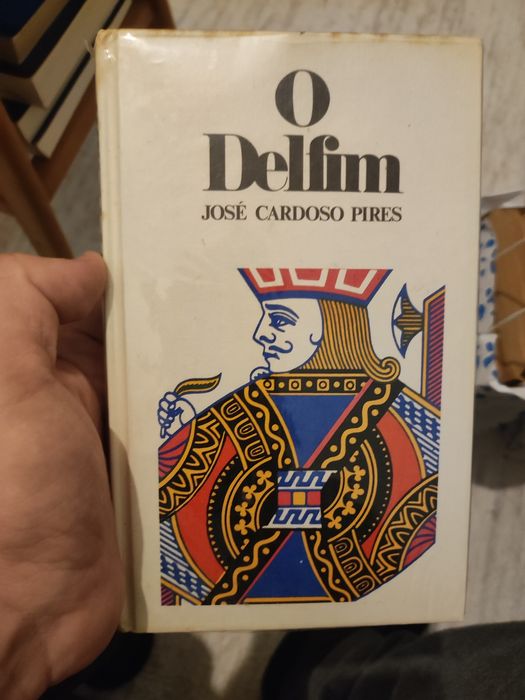 O
Delfim
JOSÉ CARDOSO PIRES